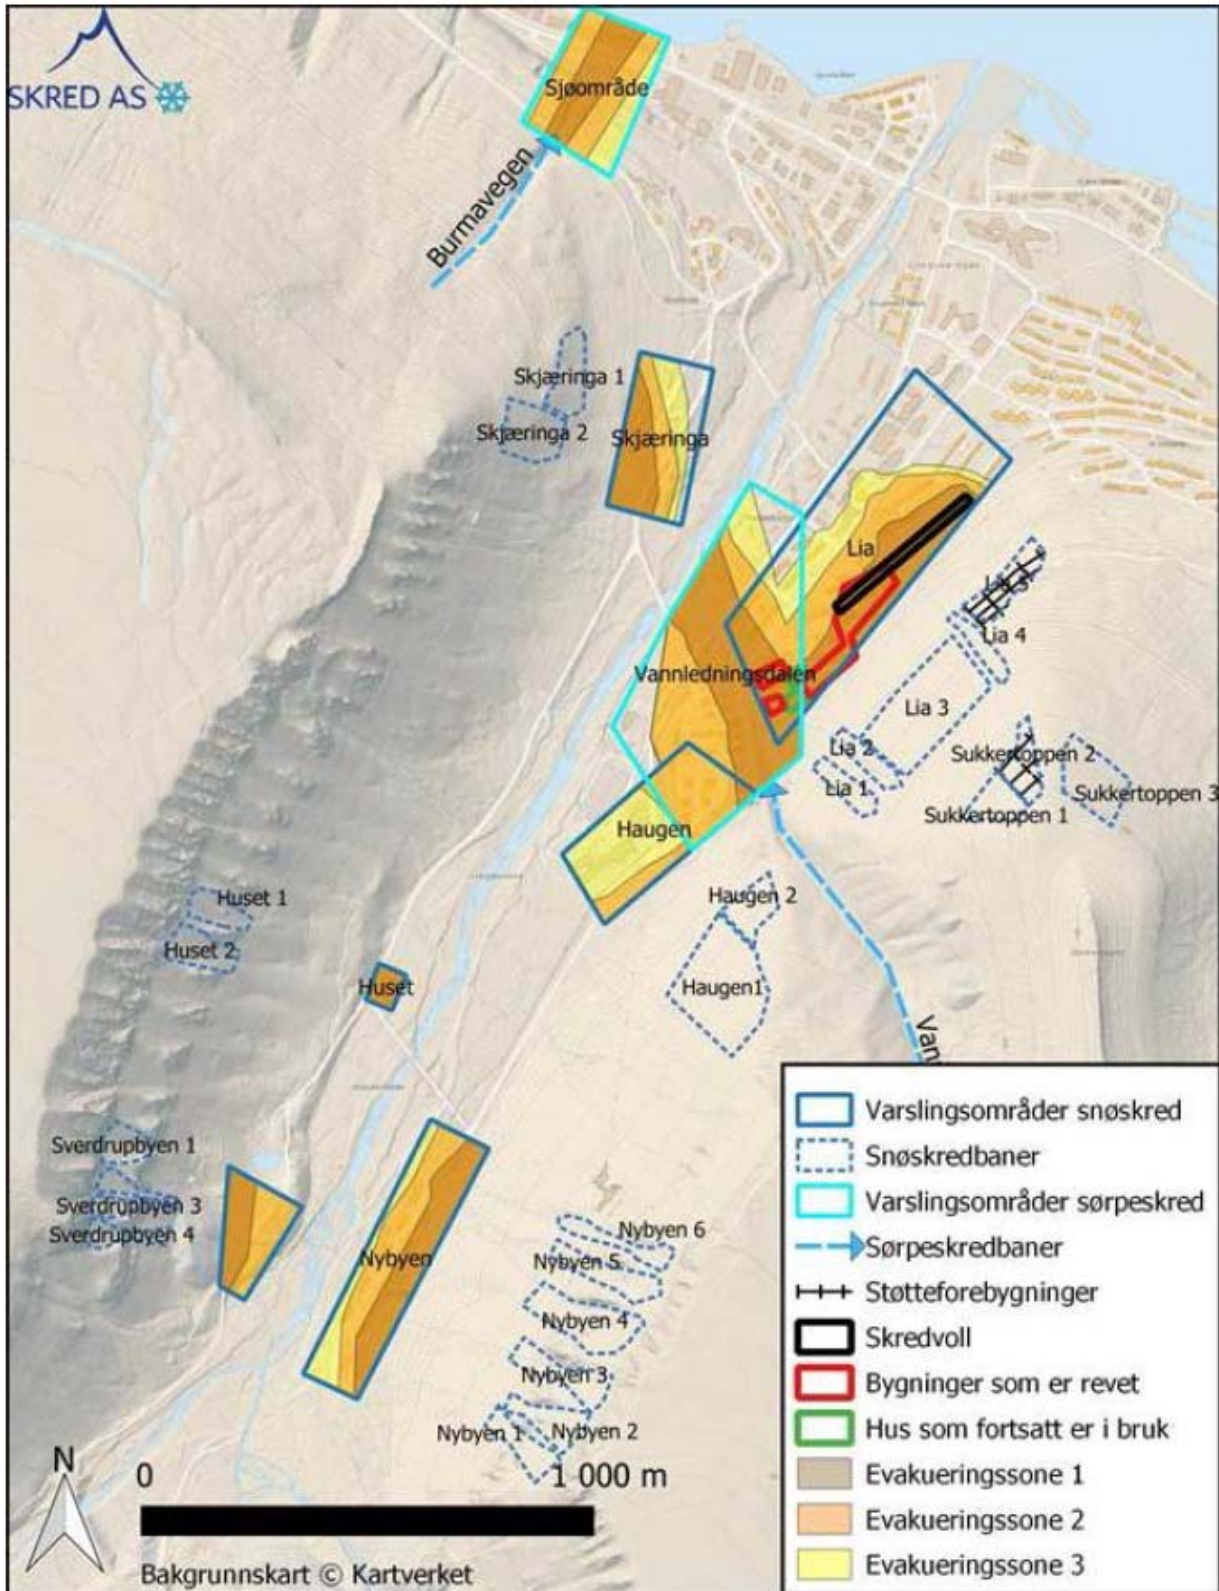 SKRED AS
Sjøområde
Burmavegen
Skjæringa 1
Skjæringa 2
Skjæringa
Lia
Lia 4
Vannledningsdalen
Lia 3
Lia 2
Lia 1
Sukkertoppen 2
Sukkertoppen 3
Sukkertoppen 1
Haugen
Haugen 2
Haugen1
Huset 1
Huset 2
Huset
Sverdrupbyen 1
Sverdrupbyen 3
Sverdrupbyen 4
Nybyen
Nybyen 6
Nybyen 5
Nybyen 4
Nybyen 3
Nybyen 1
Nybyen 2
Varslingsområder snøskred
Snøskredbaner
Varslingsområder sørpeskred
Sørpeskredbaner
Støtteforebygninger
Skredvoll
Bygninger som er revet
Hus som fortsatt er i bruk
Evakueringssone 1
Evakueringssone 2
Evakueringssone 3
N
0 1 000 m
Bakgrunnskart © Kartverket